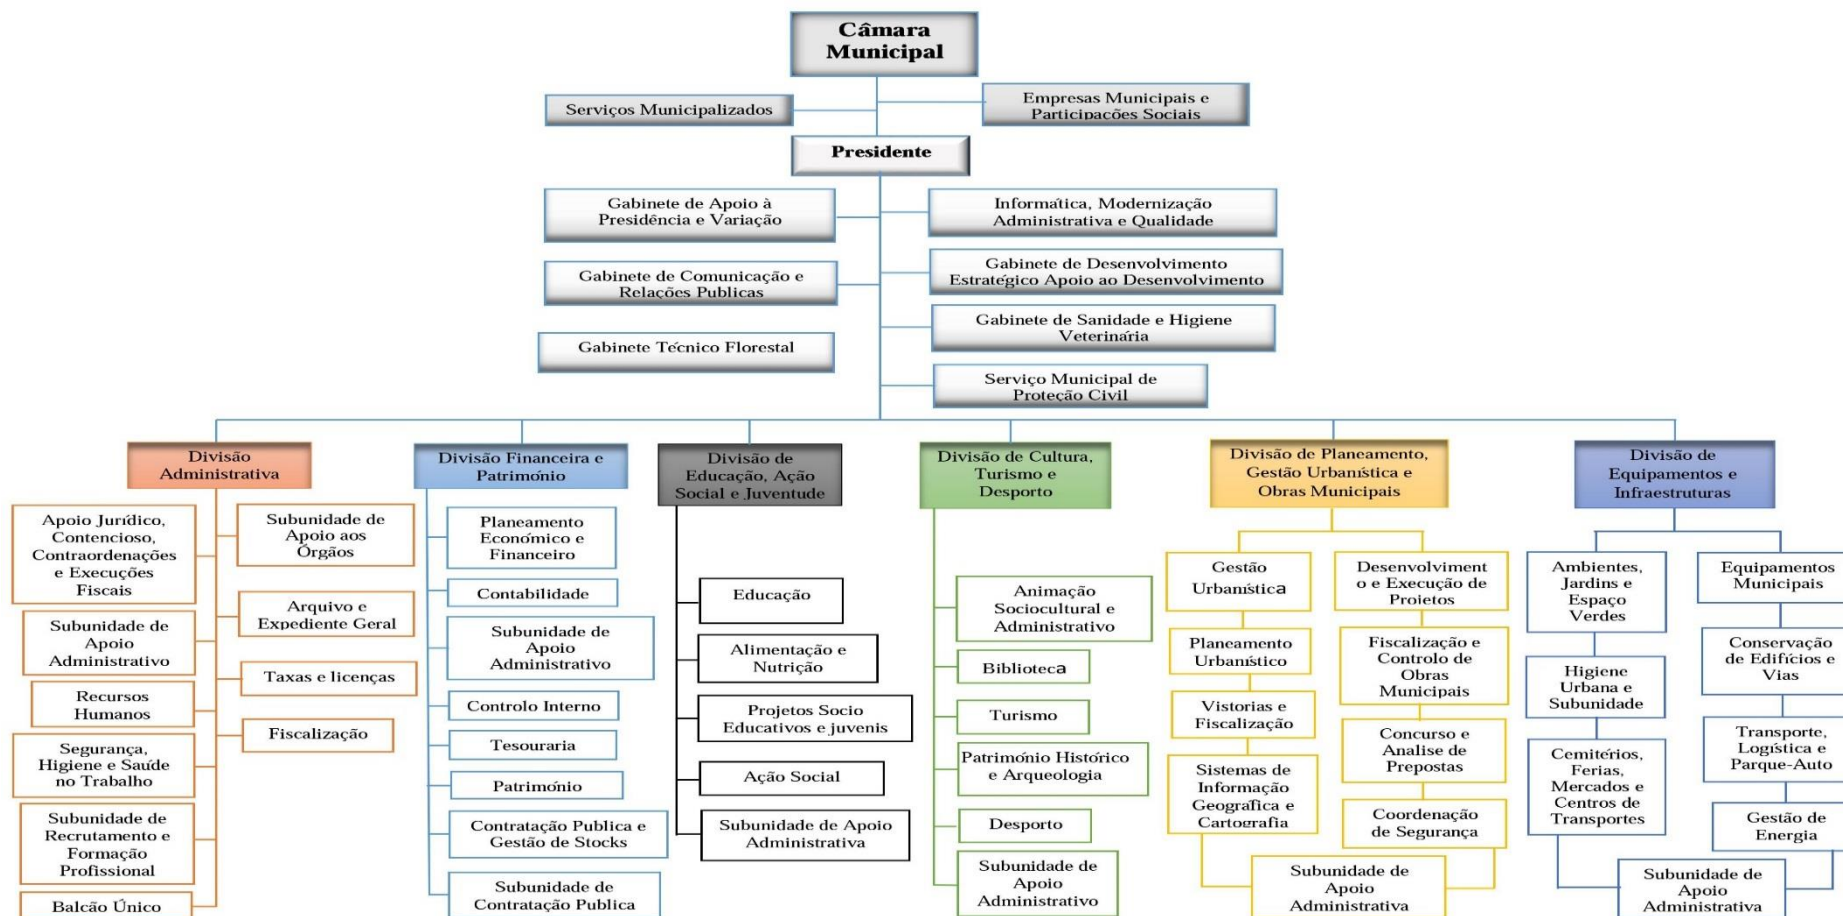 Câmara
Municipal
Serviços Municipalizados
Empresas Municipais e
Participações Sociais
Presidente
Gabinete de Apoio à
Presidência e Variação
Informática, Modernização
Administrativa e Qualidade
Gabinete de Comunicação e
Relações Publicas
Gabinete de Desenvolvimento
Estratégico Apoio ao Desenvolvimento
Gabinete Técnico Florestal
Gabinete de Sanidade e Higiene
Veterinária
Serviço Municipal de
Proteção Civil
Divisão
Administrativa
Apoio Jurídico,
Contencioso,
Contraordenações
e Execuções
Fiscais
Subunidade de
Apoio aos
Órgãos
Arquivo e
Expediente Geral
Subunidade de
Apoio
Administrativo
Taxas e licenças
Recursos
Humanos
Fiscalização
Segurança,
Higiene e Saúde
no Trabalho
Subunidade de
Recrutamento e
Formação
Profissional
Balcão Único
Divisão Financeira e
Património
Planeamento
Económico e
Financeiro
Contabilidade
Subunidade de
Apoio
Administrativo
Controlo Interno
Tesouraria
Património
Contratação Publica e
Gestão de Stocks
Subunidade de
Contratação Publica
Divisão de
Educação, Ação
Social e Juventude
Educação
Alimentação e
Nutrição
Projetos Socio
Educativos e juvenis
Ação Social
Subunidade de Apoio
Administrativa
Divisão de Cultura,
Turismo e
Desporto
Animação
Sociocultural e
Administrativo
Biblioteca
Turismo
Património Histórico
e Arqueologia
Desporto
Subunidade de
Apoio
Administrativo
Divisão de Planeamento,
Gestão Urbanística e
Obras Municipais
Gestão
Urbanística
Planeamento
Urbanístico
Vistorias e
Fiscalização
Sistemas de
Informação
Geografica e
Cartografia
Desenvolviment
o e Execução de
Projetos
Fiscalização e
Controlo de
Obras
Municipais
Concurso e
Analise de
Prepostas
Coordenação
de Segurança
Subunidade de
Apoio
Administrativa
Divisão de
Equipamentos e
Infraestruturas
Ambientes,
Jardins e
Espaço
Verdes
Higiene
Urbana e
Subunidade
Cemitérios,
Ferias,
Mercados e
Centros de
Transportes
Equipamentos
Municipais
Conservação
de Edifícios e
Vias
Transporte,
Logística e
Parque-Auto
Gestão de
Energia
Subunidade de
Apoio
Administrativa